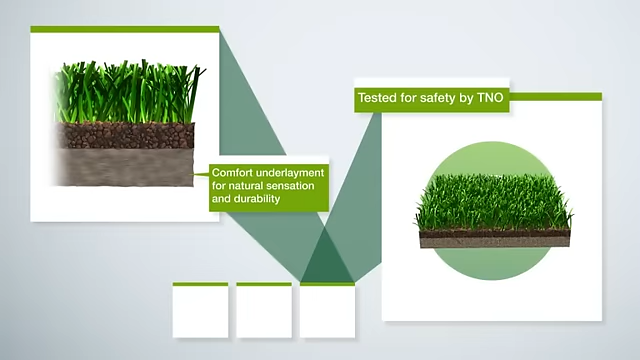 Comfort underlayment
for natural sensation
and durability
Tested for safety by TNO